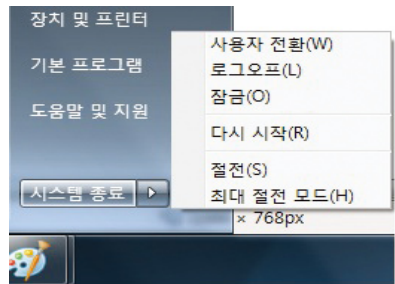 장치 및 프린터
기본 프로그램
도움말 및 지원
시스템 종료
사용자 전환(W)
로그오프(L)
잠금(O)
다시 시작(R)
절전(S)
최대 절전 모드(H)
× 768px